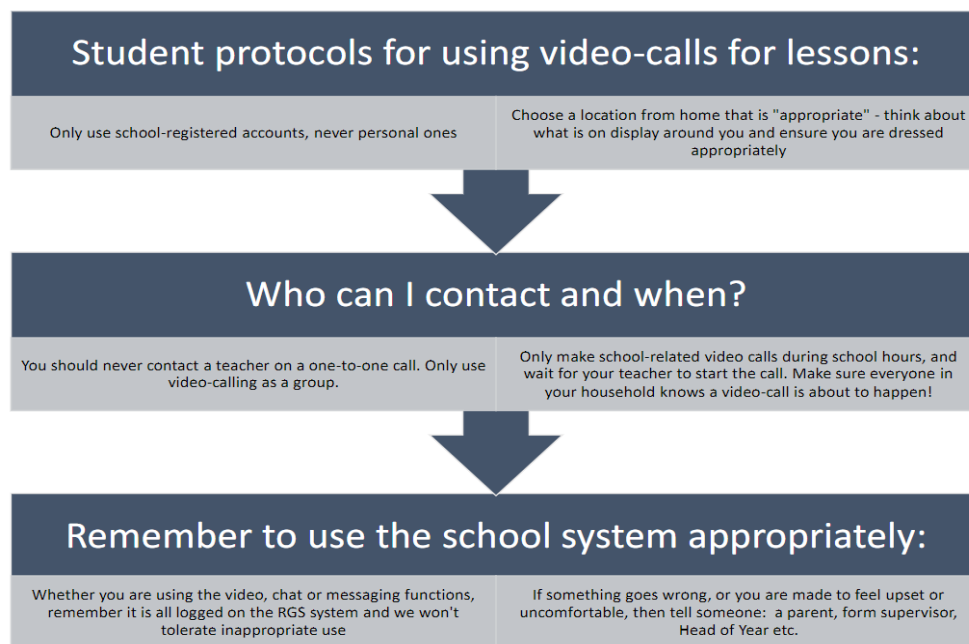 Student protocols for using video-calls for lessons:
Only use school-registered accounts, never personal ones
Choose a location from home that is "appropriate" - think about
what is on display around you and ensure you are dressed
appropriately
Who can I contact and when?
You should never contact a teacher on a one-to-one call. Only use
video-calling as a group.
Only make school-related video calls during school hours, and
wait for your teacher to start the call. Make sure everyone in
your household knows a video-call is about to happen!
Remember to use the school system appropriately:
Whether you are using the video, chat or messaging functions,
remember it is all logged on the RGS system and we won't
tolerate inappropriate use
If something goes wrong, or you are made to feel upset or
uncomfortable, then tell someone:  a parent, form supervisor,
Head of Year etc.